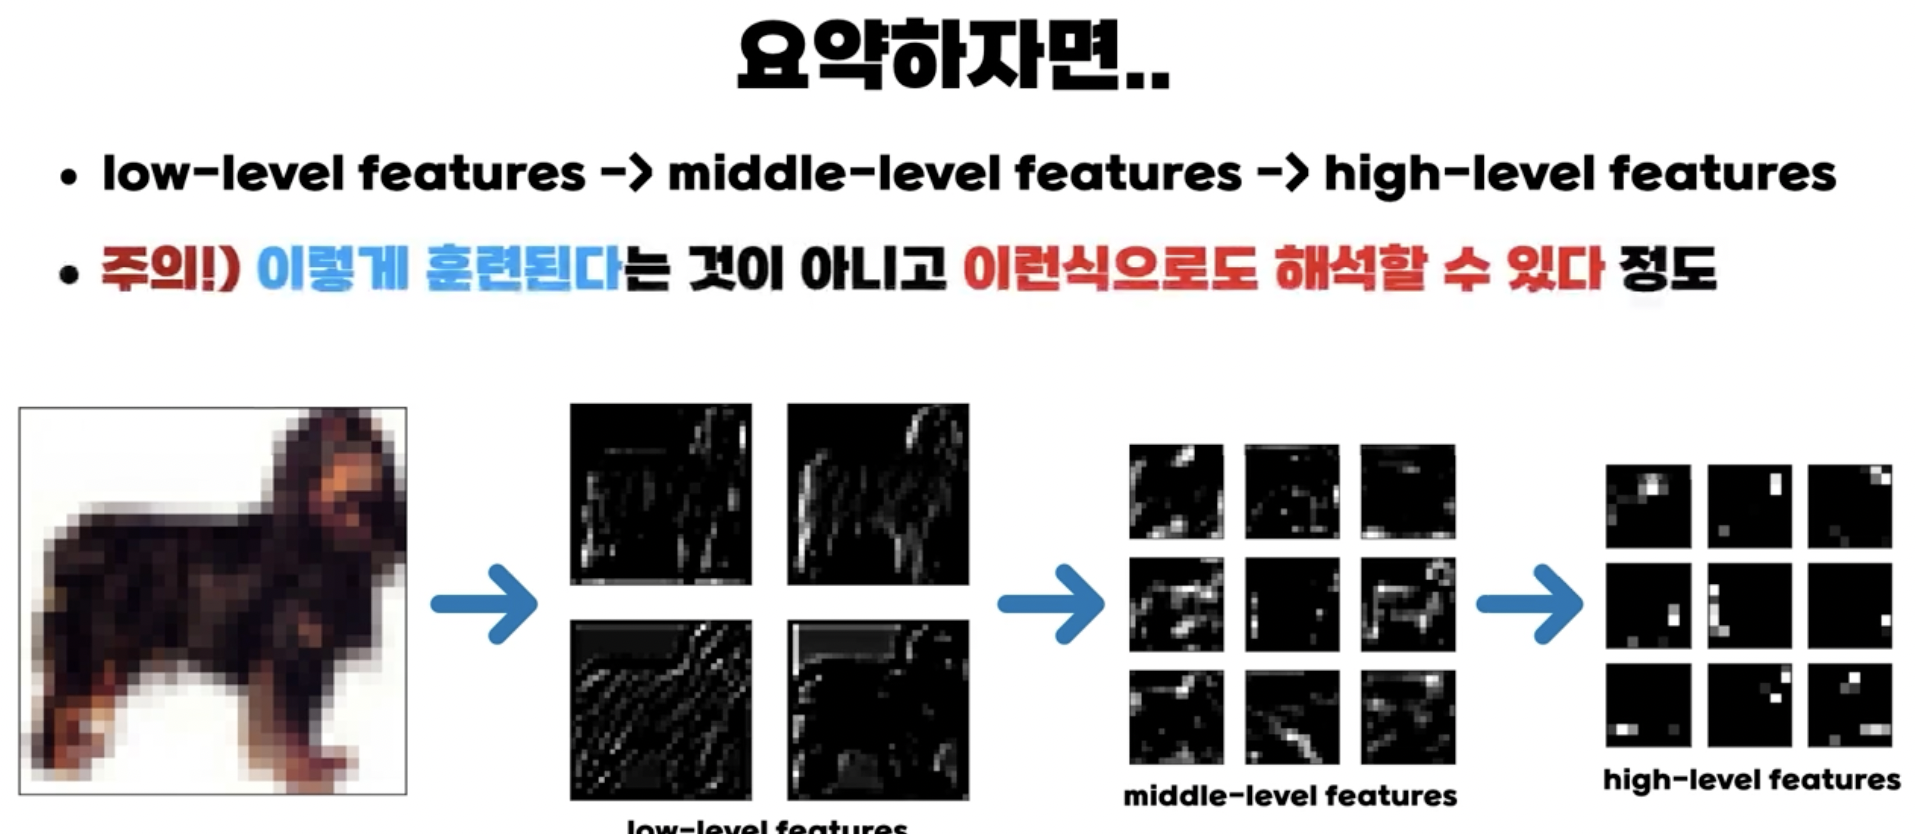 요약하자면..
• low-level features -> middle-level features -> high-level features
• 주의!) 이렇게 훈련된다는 것이 아니고 이런식으로도 해석할 수 있다 정도
low-level features
middle-level features
high-level features